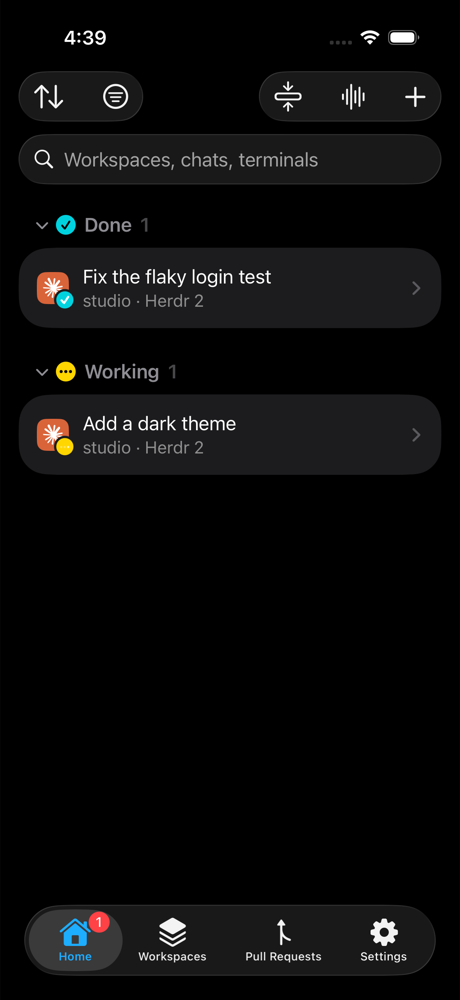 4:39
Workspaces, chats, terminals
Done 1
Fix the flaky login test
studio · Herdr 2
Working 1
Add a dark theme
studio · Herdr 2
1
Home
Workspaces
Pull Requests
Settings